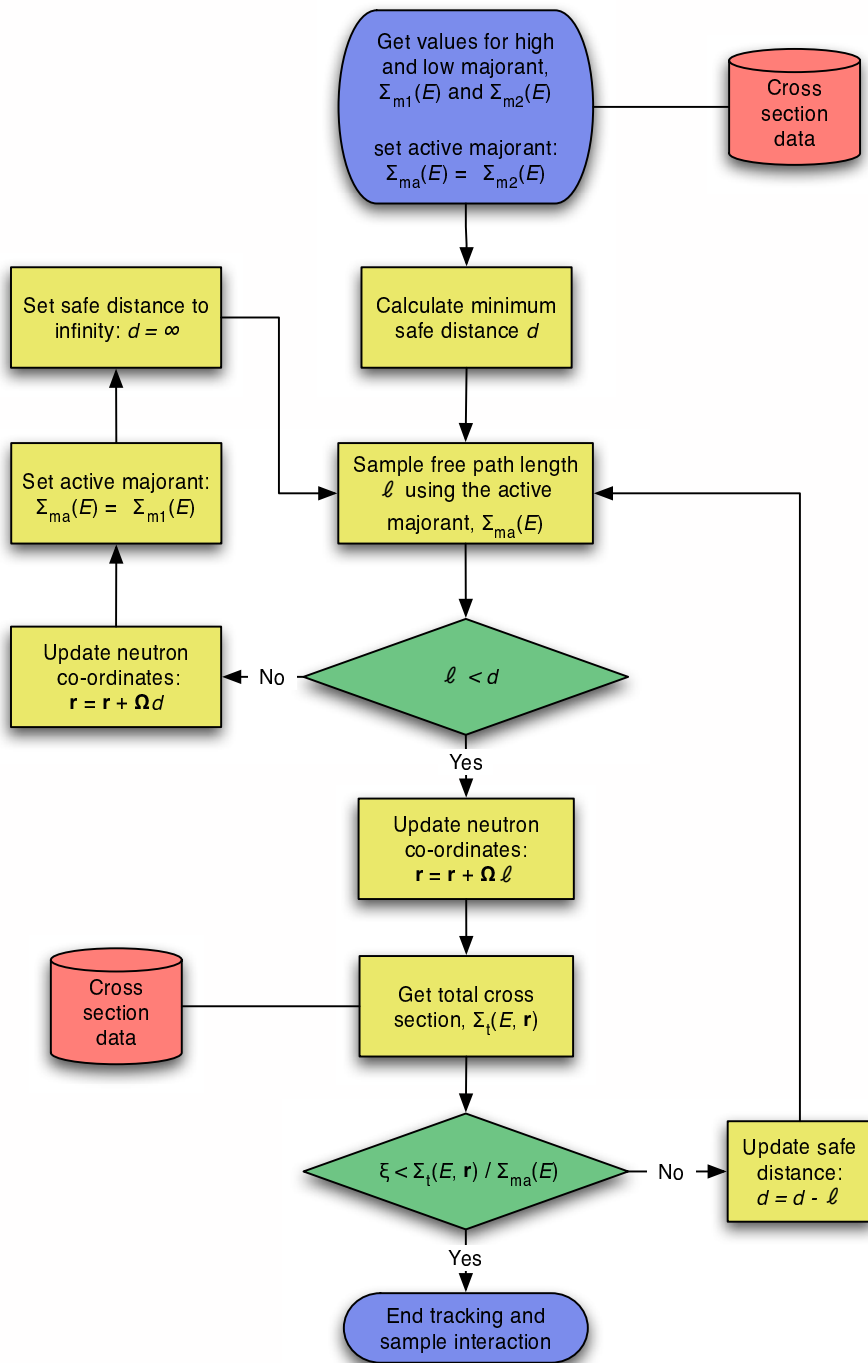 Get values for high
and low majorant,
Σm1(E) and Σm2(E)
set active majorant:
Σma(E) = Σm2(E)
Cross
section
data
Set safe distance to
infinity: d = ∞
Calculate minimum
safe distance d
Set active majorant:
Σma(E) = Σm1(E)
Sample free path length
ℓ using the active
majorant, Σma(E)
Update neutron
co-ordinates:
r = r + Ωd
No
ℓ < d
Yes
Update neutron
co-ordinates:
r = r + Ω ℓ
Cross
section
data
Get total cross
section, Σt(E, r)
ξ < Σt(E, r) / Σma(E)
No
Update safe
distance:
d = d - ℓ
Yes
End tracking and
sample interaction